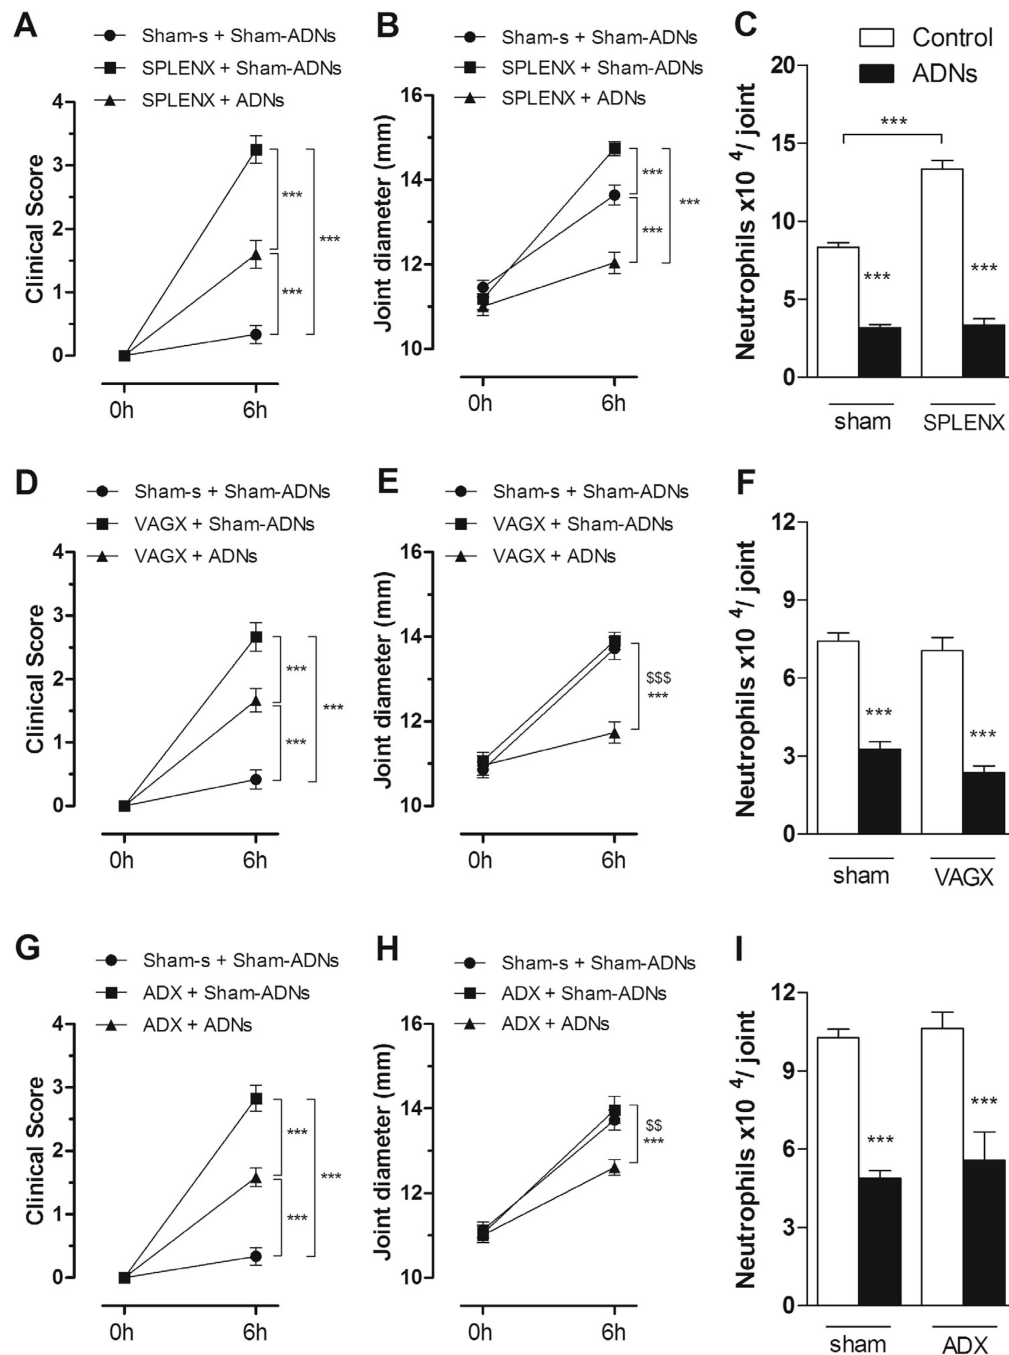 A
Sham-s + Sham-ADNs
SPLENX + Sham-ADNs
SPLENX + ADNs
Clinical Score
4
3
2
1
0
***
***
***
0h
6h
B
Sham-s + Sham-ADNs
SPLENX + Sham-ADNs
SPLENX + ADNs
Joint diameter (mm)
16
14
12
10
***
***
***
0h
6h
C
Control
ADNs
Neutrophils x10 4/ joint
20
15
10
5
0
***
***
***
sham
SPLENX
D
Sham-s + Sham-ADNs
VAGX + Sham-ADNs
VAGX + ADNs
Clinical Score
4
3
2
1
0
***
***
***
0h
6h
E
Sham-s + Sham-ADNs
VAGX + Sham-ADNs
VAGX + ADNs
Joint diameter (mm)
16
14
12
10
$$$
***
0h
6h
F
Neutrophils x10 4/ joint
12
9
6
3
0
***
***
sham
VAGX
G
Sham-s + Sham-ADNs
ADX + Sham-ADNs
ADX + ADNs
Clinical Score
4
3
2
1
0
***
***
***
0h
6h
H
Sham-s + Sham-ADNs
ADX + Sham-ADNs
ADX + ADNs
Joint diameter (mm)
16
14
12
10
$$
***
0h
6h
I
Neutrophils x10 4/ joint
12
9
6
3
0
***
***
sham
ADX